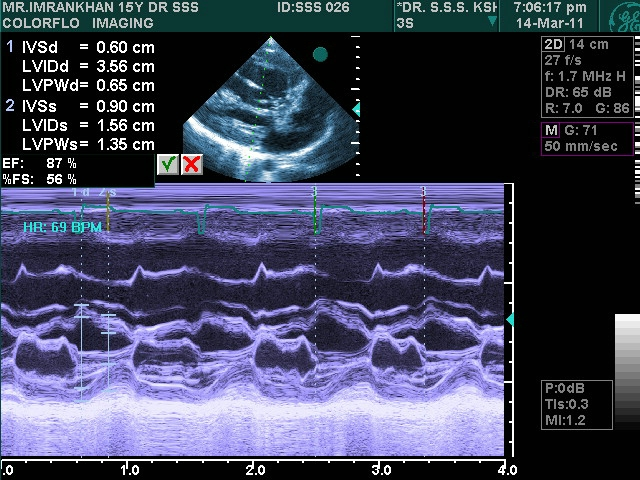 MR.IMRANKHAN 15Y DR SSS ID:SSS 026 *DR. S.S.S. KSH 7:06:17 pm
COLORFLO IMAGING 3S 14-Mar-11
1 IVSd = 0.60 cm
LVIDd = 3.56 cm
LVPWd= 0.65 cm
2 IVSs = 0.90 cm
LVIDs = 1.56 cm
LVPWs= 1.35 cm
EF: 87 %
%FS: 56 %
2D 14 cm
27 f/s
f: 1.7 MHz H
DR: 65 dB
R: 7.0 G: 86
M G: 71
50 mm/sec
HR: 69 BPM
P:0dB
TIs:0.3
MI:1.2
.0 1.0 2.0 3.0 4.0